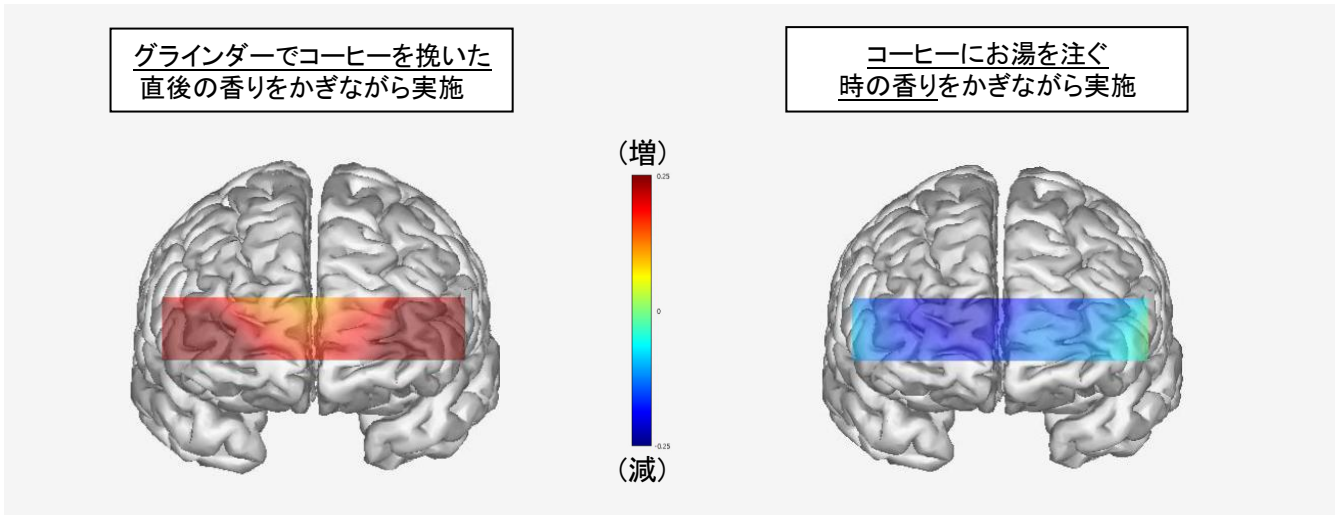 グラインダーでコーヒーを挽いた
直後の香りをかぎながら実施
コーヒーにお湯を注ぐ
時の香りをかぎながら実施
（増）
0.25
0
-0.25
（減）